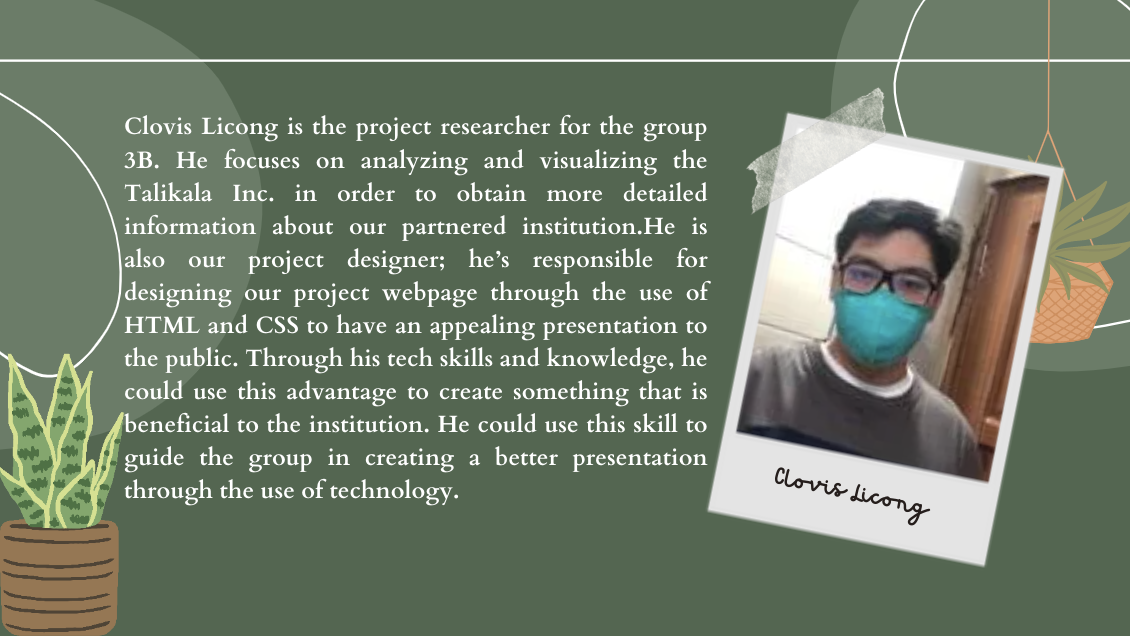 Clovis Licong is the project researcher for the group
3B. He focuses on analyzing and visualizing the
Talikala Inc. in order to obtain more detailed
information about our partnered institution.He is
also our project designer; he’s responsible for
designing our project webpage through the use of
HTML and CSS to have an appealing presentation to
the public. Through his tech skills and knowledge, he
could use this advantage to create something that is
beneficial to the institution. He could use this skill to
guide the group in creating a better presentation
through the use of technology.
Clovis Licong